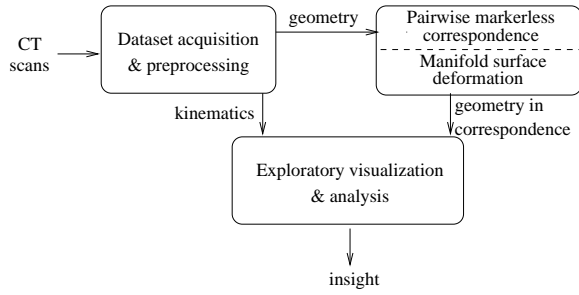 CT
scans
Dataset acquisition
& preprocessing
geometry
Pairwise markerless
correspondence
Manifold surface
deformation
kinematics
geometry in
correspondence
Exploratory visualization
& analysis
insight